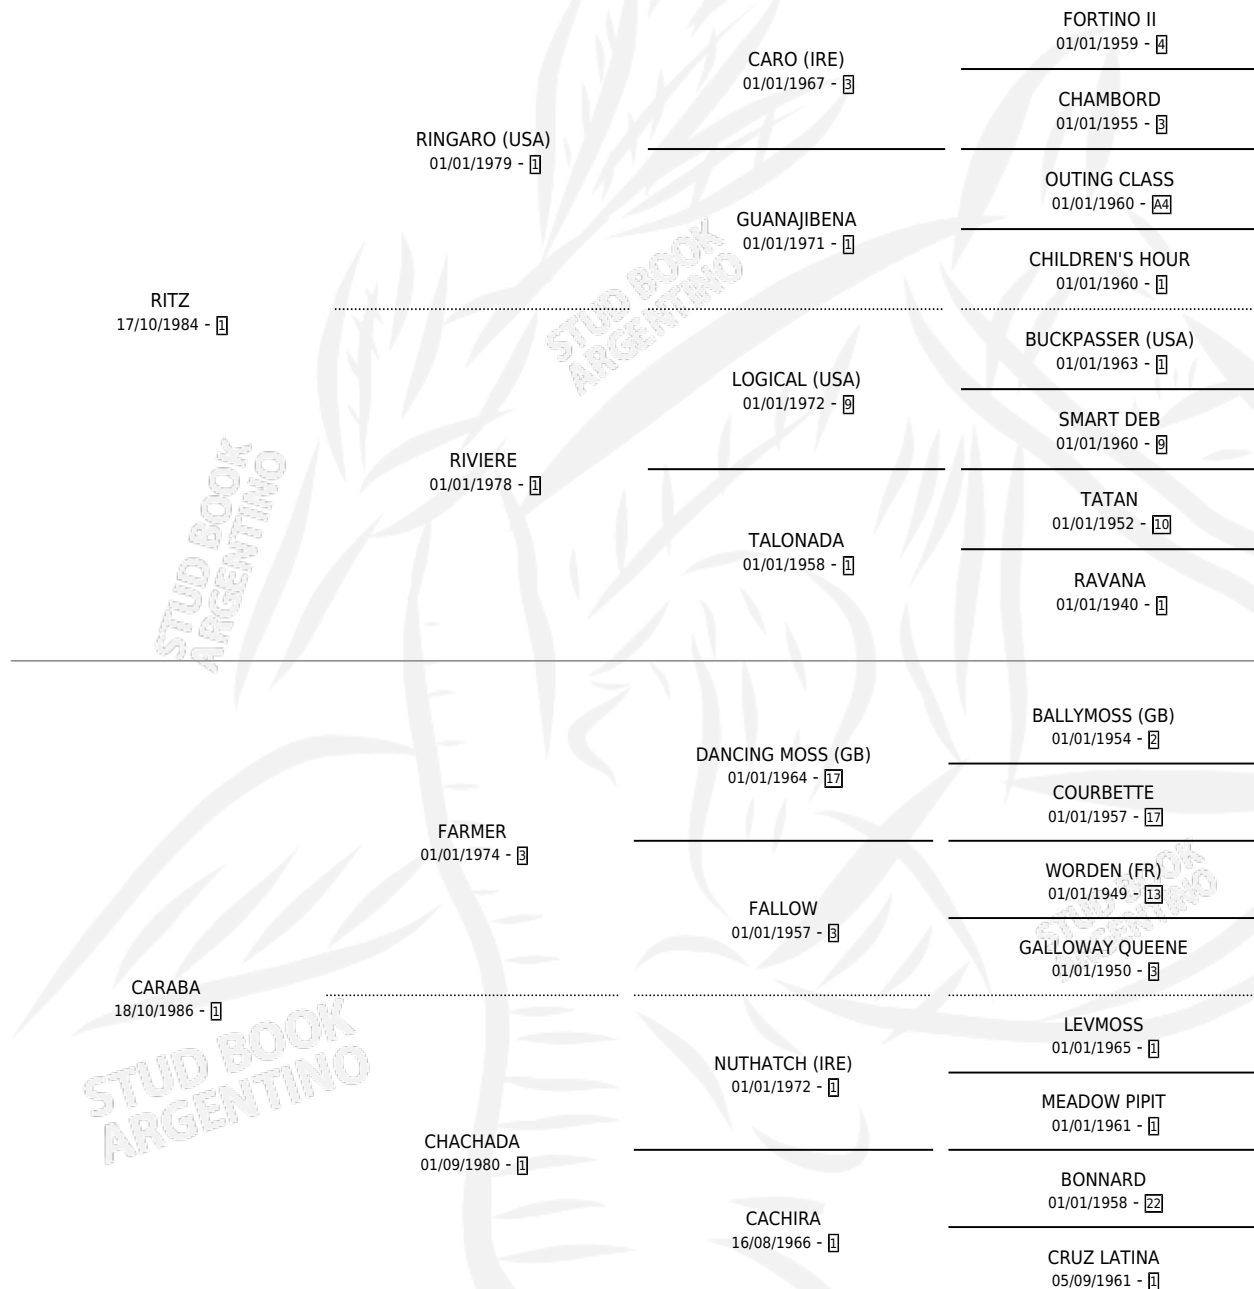 FORTINO II
01/01/1959 - 4
CARO (IRE)
01/01/1967 - 3
CHAMBORD
01/01/1955 - 3
RINGARO (USA)
01/01/1979 - 1
OUTING CLASS
01/01/1960 - A4
GUANAJIBENA
01/01/1971 - 1
CHILDREN'S HOUR
01/01/1960 - 1
RITZ
17/10/1984 - 1
BUCKPASSER (USA)
01/01/1963 - 1
LOGICAL (USA)
01/01/1972 - 9
SMART DEB
01/01/1960 - 9
RIVIERE
01/01/1978 - 1
TATAN
01/01/1952 - 10
TALONADA
01/01/1958 - 1
RAVANA
01/01/1940 - 1
BALLYMOSS (GB)
01/01/1954 - 2
DANCING MOSS (GB)
01/01/1964 - 17
COURBETTE
01/01/1957 - 17
FARMER
01/01/1974 - 3
WORDEN (FR)
01/01/1949 - 13
FALLOW
01/01/1957 - 3
GALLOWAY QUEENE
01/01/1950 - 3
CARABA
18/10/1986 - 1
LEVMOSS
01/01/1965 - 1
NUTHATCH (IRE)
01/01/1972 - 1
MEADOW PIPIT
01/01/1961 - 1
CHACHADA
01/09/1980 - 1
BONNARD
01/01/1958 - 22
CACHIRA
16/08/1966 - 1
CRUZ LATINA
05/09/1961 - 1
STUD BOOK
ARGENTINO
STUD BOOK
ARGENTINO
STUD BOOK
ARGENTINO
STUD BOOK
ARGENTINO